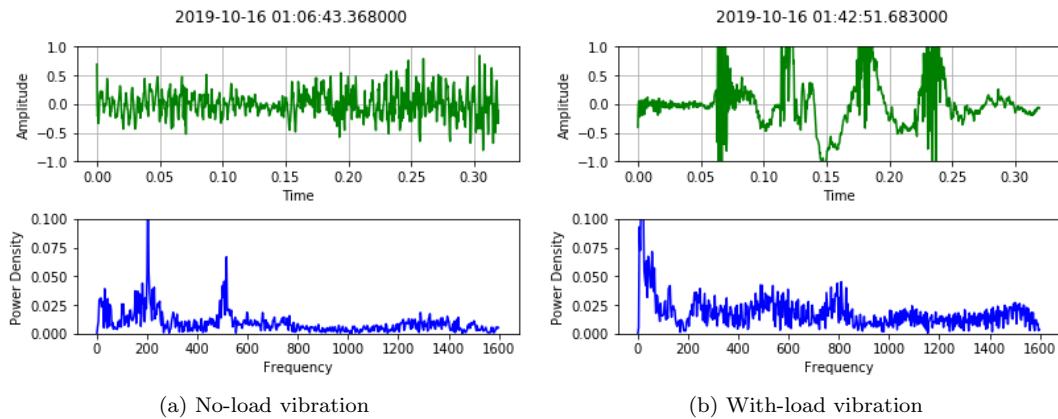 2019-10-16 01:06:43.368000
1.0
0.5
0.0
−0.5
−1.0
Amplitude
0.00 0.05 0.10 0.15 0.20 0.25 0.30
Time
0.100
0.075
0.050
0.025
0.000
Power Density
0 200 400 600 800 1000 1200 1400 1600
Frequency
(a) No-load vibration
2019-10-16 01:42:51.683000
1.0
0.5
0.0
−0.5
−1.0
Amplitude
0.00 0.05 0.10 0.15 0.20 0.25 0.30
Time
0.100
0.075
0.050
0.025
0.000
Power Density
0 200 400 600 800 1000 1200 1400 1600
Frequency
(b) With-load vibration